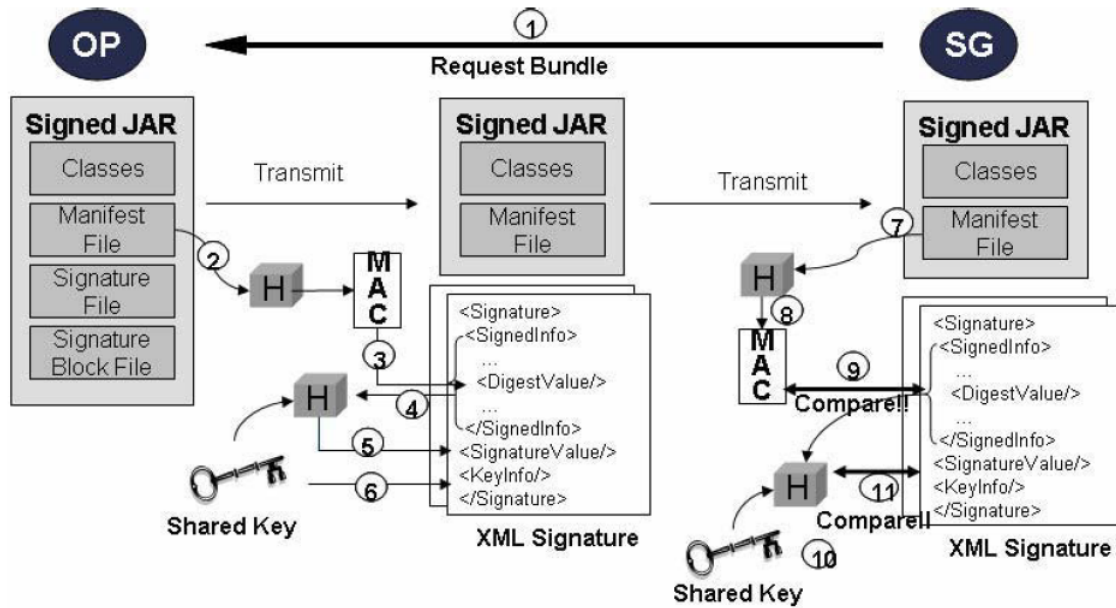 OP
1
SG
Request Bundle
Signed JAR
Classes
Manifest
File
Signature
File
Signature
Block File
Transmit
2
H
M
A
C
3
H
4
5
6
Shared Key
Signed JAR
Classes
Manifest
File
<Signature>
<SignedInfo>
...
<DigestValue/>
...
</SignedInfo>
<SignatureValue/>
<KeyInfo/>
</Signature>
XML Signature
Transmit
7
H
8
M
A
C
9
Compare!!
H
11
Compare!!
10
Shared Key
Signed JAR
Classes
Manifest
File
<Signature>
<SignedInfo>
...
<DigestValue/>
...
</SignedInfo>
<SignatureValue/>
<KeyInfo/>
</Signature>
XML Signature